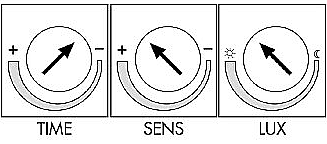 + − + −
TIME SENS LUX